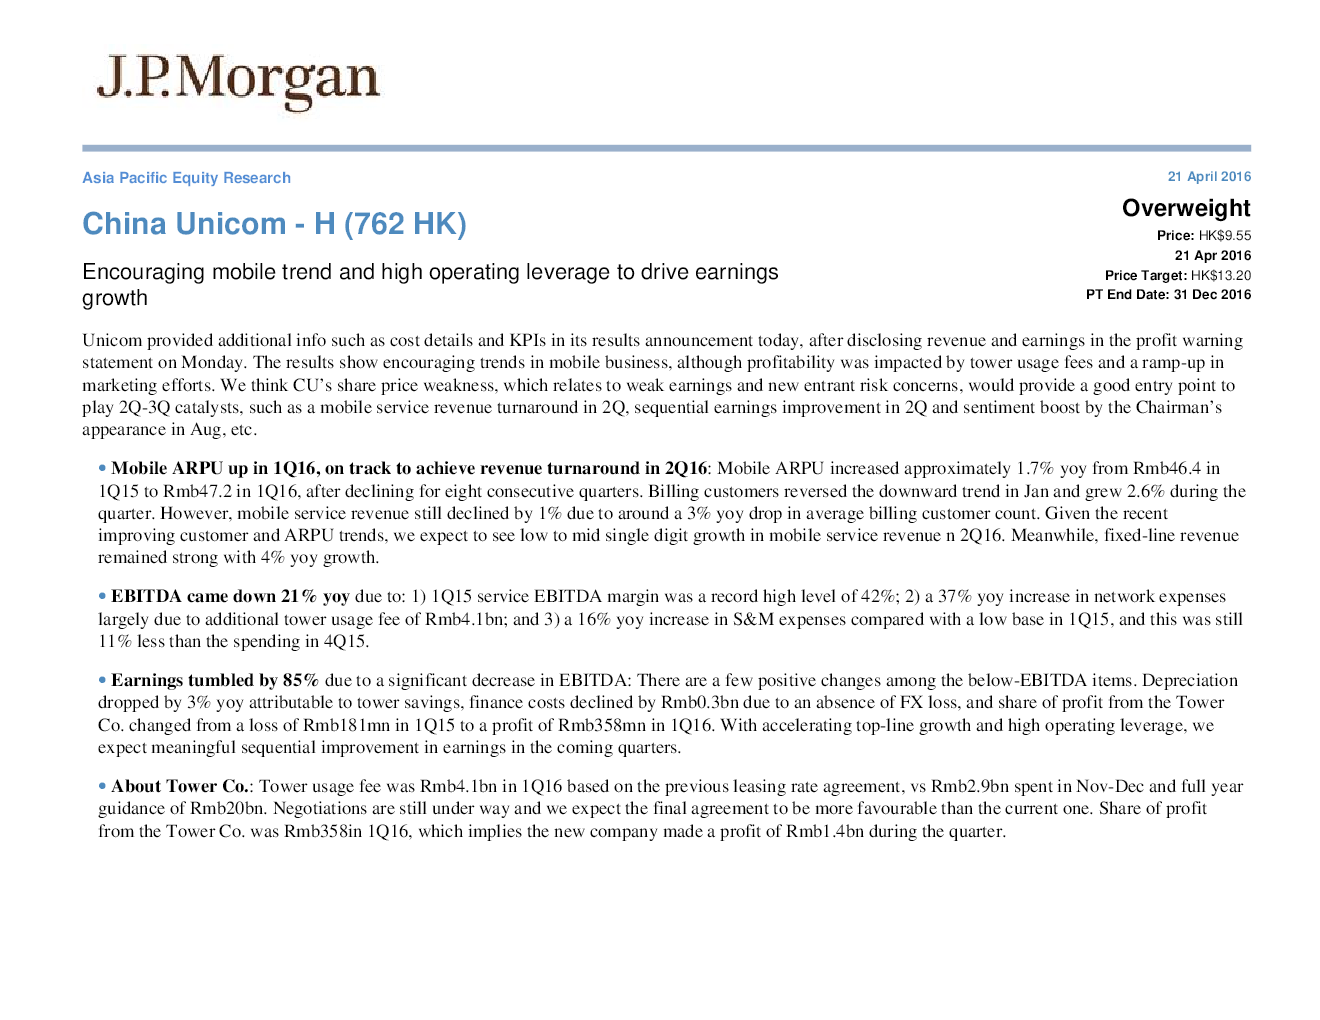 J.P.Morgan
Asia Pacific Equity Research
21 April 2016
China Unicom - H (762 HK)
Overweight
Price: HK$9.55
21 Apr 2016
Price Target: HK$13.20
PT End Date: 31 Dec 2016
Encouraging mobile trend and high operating leverage to drive earnings
growth
Unicom provided additional info such as cost details and KPIs in its results announcement today, after disclosing revenue and earnings in the profit warning
statement on Monday. The results show encouraging trends in mobile business, although profitability was impacted by tower usage fees and a ramp-up in
marketing efforts. We think CU's share price weakness, which relates to weak earnings and new entrant risk concerns, would provide a good entry point to
play 2Q-3Q catalysts, such as a mobile service revenue turnaround in 2Q, sequential earnings improvement in 2Q and sentiment boost by the Chairman's
appearance in Aug, etc.
• Mobile ARPU up in 1Q16, on track to achieve revenue turnaround in 2Q16: Mobile ARPU increased approximately 1.7% yoy from Rmb46.4 in
1Q15 to Rmb47.2 in 1Q16, after declining for eight consecutive quarters. Billing customers reversed the downward trend in Jan and grew 2.6% during the
quarter. However, mobile service revenue still declined by 1% due to around a 3% yoy drop in average billing customer count. Given the recent
improving customer and ARPU trends, we expect to see low to mid single digit growth in mobile service revenue n 2Q16. Meanwhile, fixed-line revenue
remained strong with 4% yoy growth.
• EBITDA came down 21% yoy due to: 1) 1Q15 service EBITDA margin was a record high level of 42%; 2) a 37% yoy increase in network expenses
largely due to additional tower usage fee of Rmb4.1bn; and 3) a 16% yoy increase in S&M expenses compared with a low base in 1Q15, and this was still
11% less than the spending in 4Q15.
• Earnings tumbled by 85% due to a significant decrease in EBITDA: There are a few positive changes among the below-EBITDA items. Depreciation
dropped by 3% yoy attributable to tower savings, finance costs declined by Rmb0.3bn due to an absence of FX loss, and share of profit from the Tower
Co. changed from a loss of Rmb181mn in 1Q15 to a profit of Rmb358mn in 1Q16. With accelerating top-line growth and high operating leverage, we
expect meaningful sequential improvement in earnings in the coming quarters.
• About Tower Co.: Tower usage fee was Rmb4.1bn in 1Q16 based on the previous leasing rate agreement, vs Rmb2.9bn spent in Nov-Dec and full year
guidance of Rmb20bn. Negotiations are still under way and we expect the final agreement to be more favourable than the current one. Share of profit
from the Tower Co. was Rmb358in 1Q16, which implies the new company made a profit of Rmb1.4bn during the quarter.